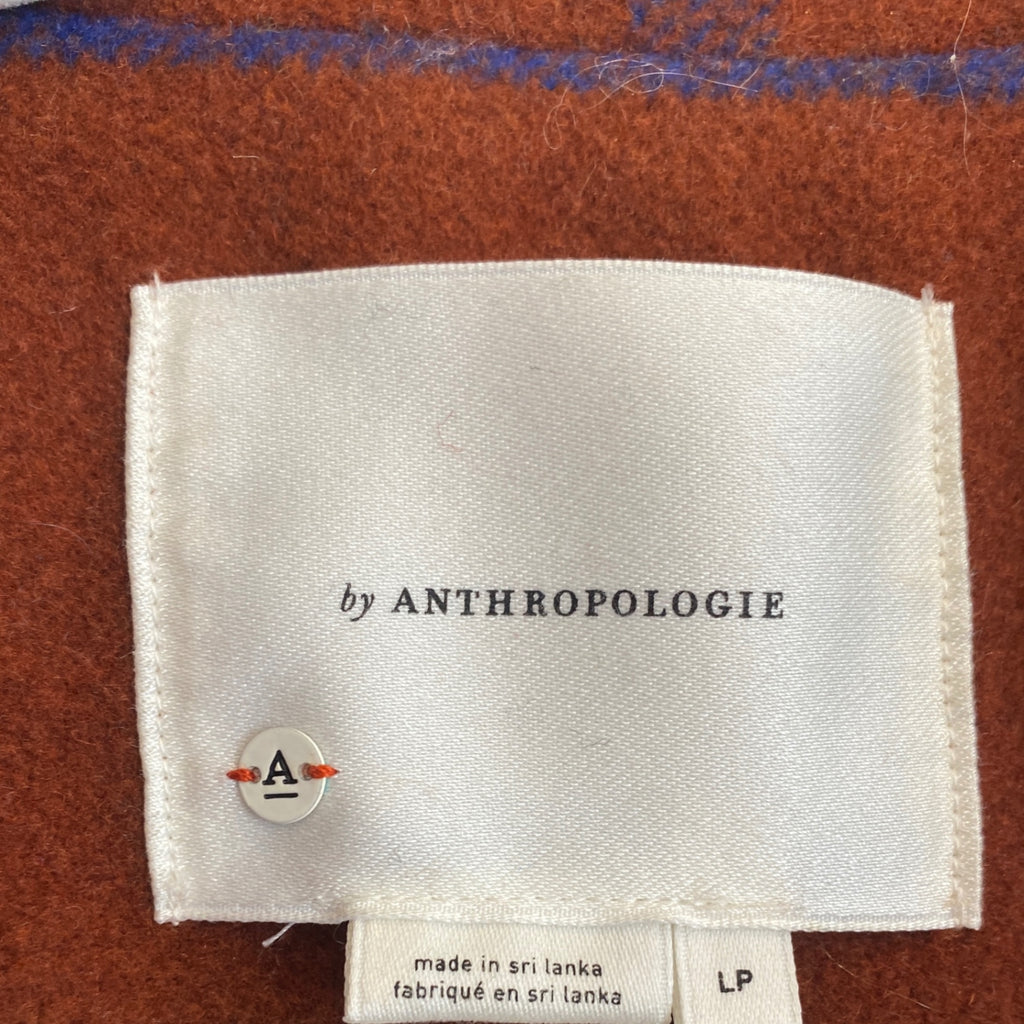 by ANTHROPOLOGIE
A
made in sri lanka
fabriqué en sri lanka
LP